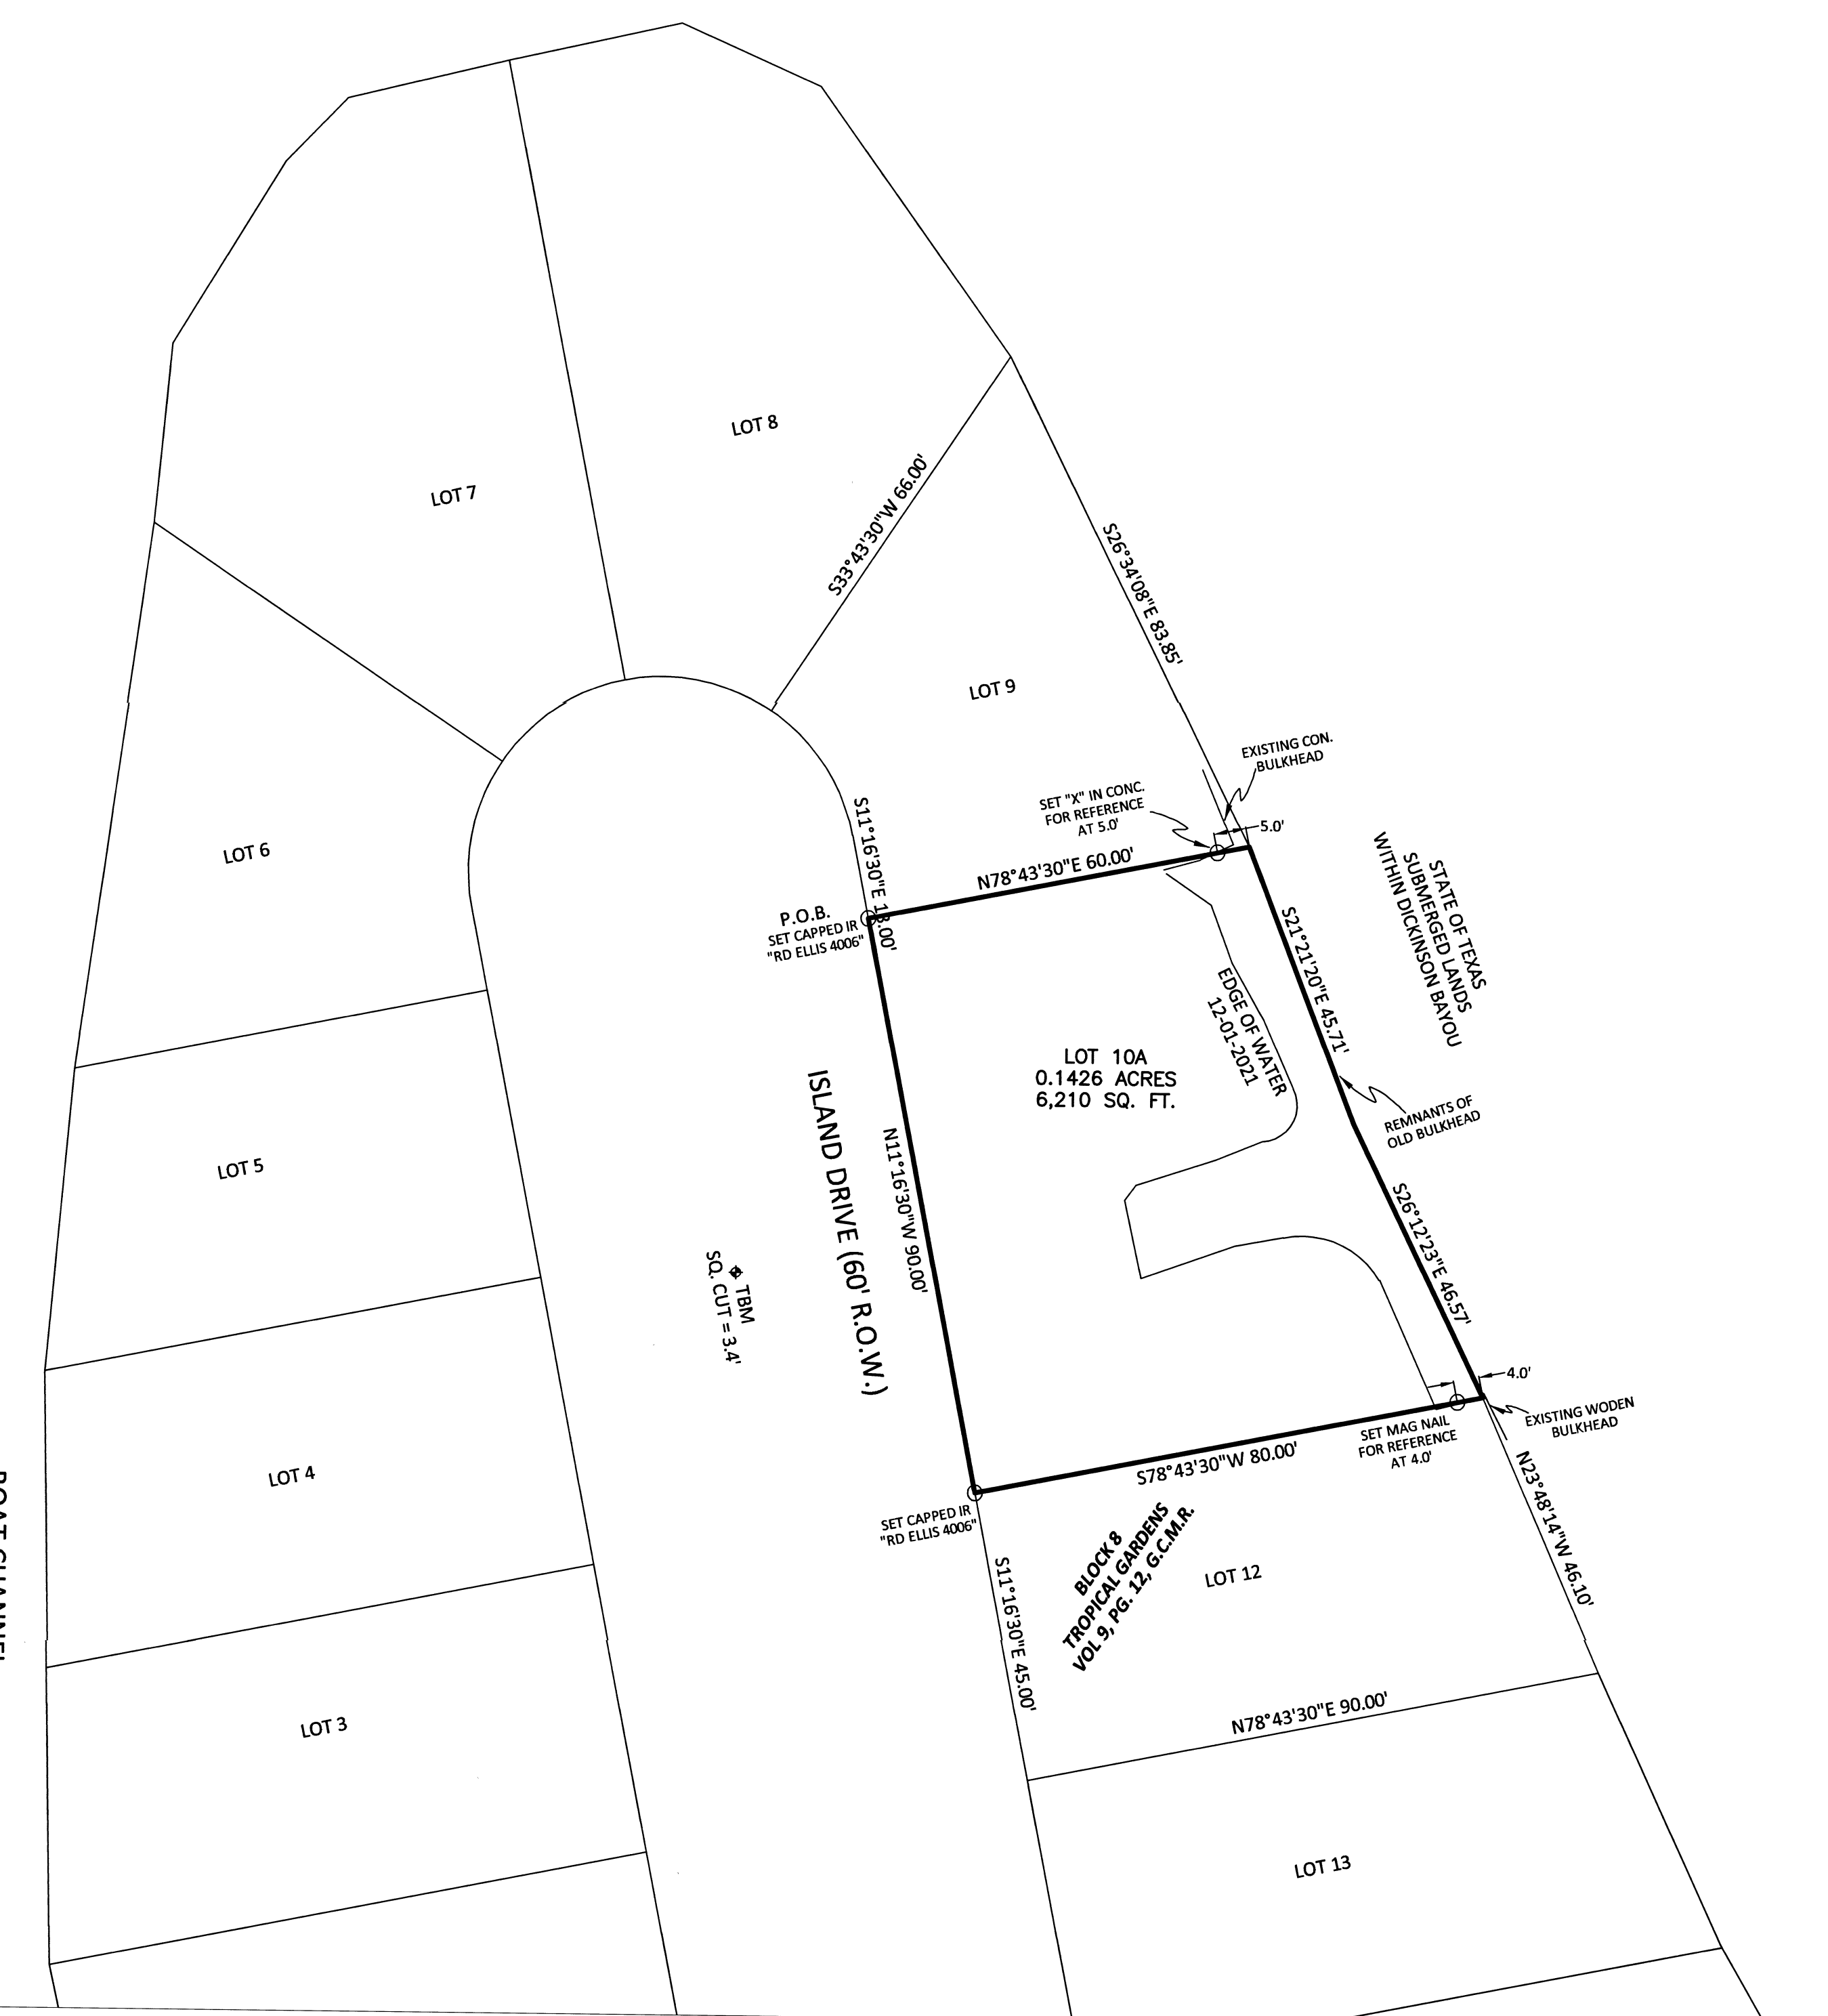 LOT 8
LOT 7
S33°43'30"W 66.00'
S26°34'08"E 83.85'
LOT 9
EXISTING CON.
BULKHEAD
SET "X" IN CONC.
FOR REFERENCE
AT 5.0'
5.0'
S11°16'30"E 18.00'
N78°43'30"E 60.00'
LOT 6
P.O.B.
SET CAPPED IR
"RD ELLIS 4006"
STATE OF TEXAS
SUBMERGED LANDS
WITHIN DICKINSON BAYOU
S21°21'20"E 45.71'
EDGE OF WATER
12-01-2021
LOT 10A
0.1426 ACRES
6,210 SQ. FT.
REMNANTS OF
OLD BULKHEAD
ISLAND DRIVE (60' R.O.W.)
N11°16'30"W 90.00'
LOT 5
S26°12'23"E 46.57'
TBM
SQ. CUT = 3.4'
4.0'
EXISTING WODEN
BULKHEAD
SET MAG NAIL
FOR REFERENCE
AT 4.0'
S78°43'30"W 80.00'
LOT 4
SET CAPPED IR
"RD ELLIS 4006"
N23°48'14"W 46.10'
BLOCK 8
TROPICAL GARDENS
VOL 9, PG. 12, G.C.M.R.
LOT 12
S11°16'30"E 45.00'
N78°43'30"E 90.00'
LOT 3
LOT 13